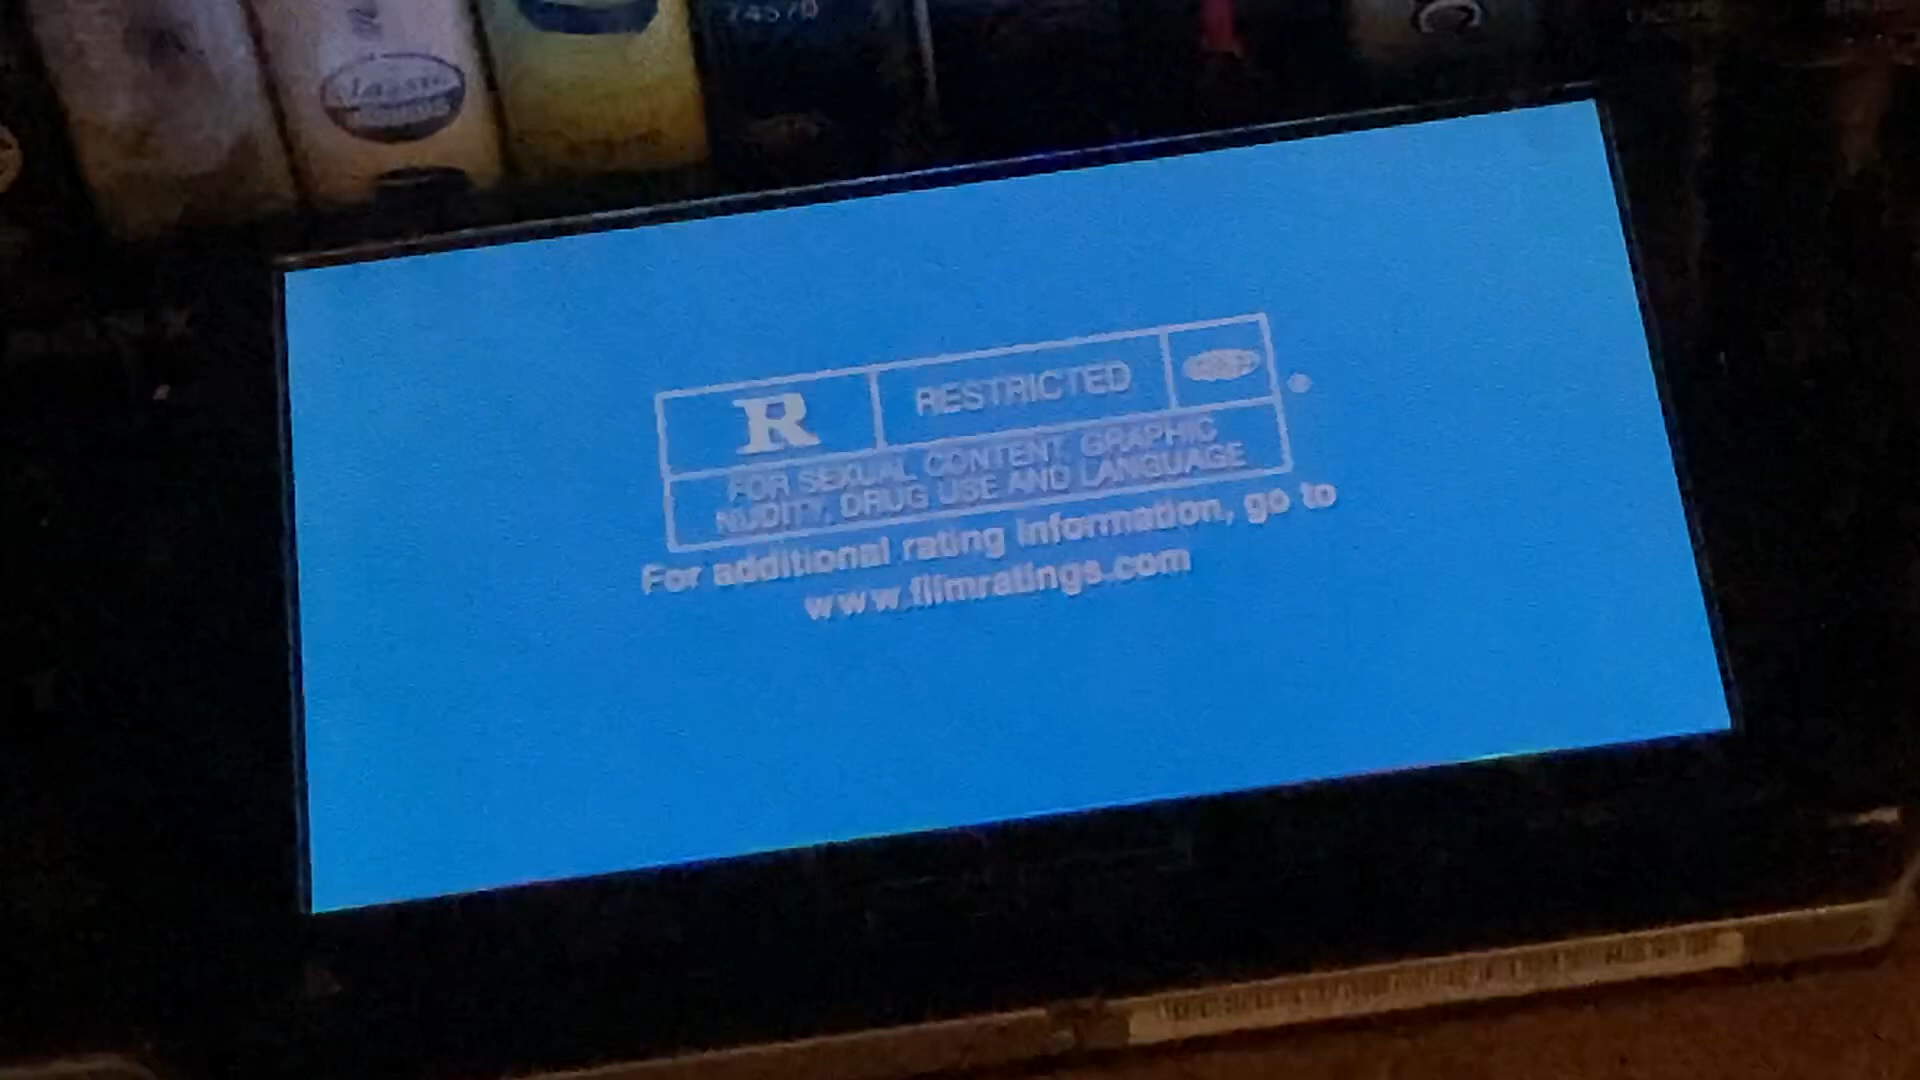 74570
R
RESTRICTED
FOR SEXUAL CONTENT, GRAPHIC
NUDITY, DRUG USE AND LANGUAGE
®
For additional rating information, go to
www.filmratings.com